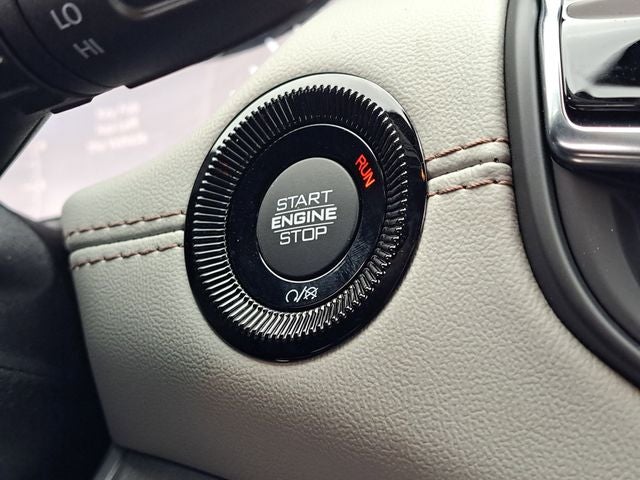 LO
HI
RUN
START
ENGINE
STOP